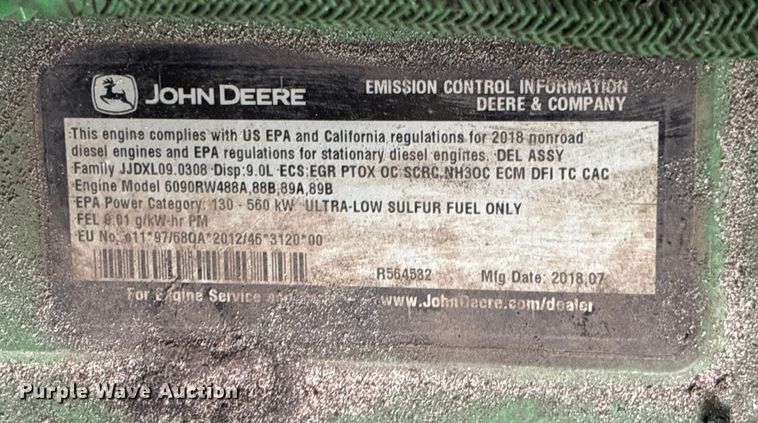 JOHN DEERE
EMISSION CONTROL INFORMATION
DEERE & COMPANY
This engine complies with US EPA and California regulations for 2018 nonroad
diesel engines and EPA regulations for stationary diesel engines. DEL ASSY
Family JJDXL09.0308 Disp:9.0L ECS:EGR PTOX OC SCRC,NH3OC ECM DFI TC CAC
Engine Model 6090RW488A,88B,89A,89B
EPA Power Category: 130 - 560 kW ULTRA-LOW SULFUR FUEL ONLY
FEL 0.01 g/kW-hr PM
EU No. e11*97/68QA*2012/46*3120*00
R564582 Mfg Date: 2018.07
For Engine Service www.JohnDeere.com/dealer
Purple Wave Auction